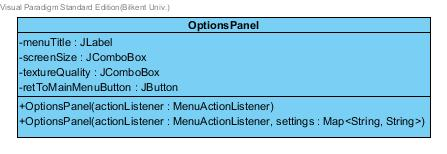 Visual Paradigm Standard Edition(Bilkent Univ.)
OptionsPanel
-menuTitle : JLabel
-screenSize : JComboBox
-textureQuality : JComboBox
-retToMainMenuButton : JButton
+OptionsPanel(actionListener : MenuActionListener)
+OptionsPanel(actionListener : MenuActionListener, settings : Map<String, String>)